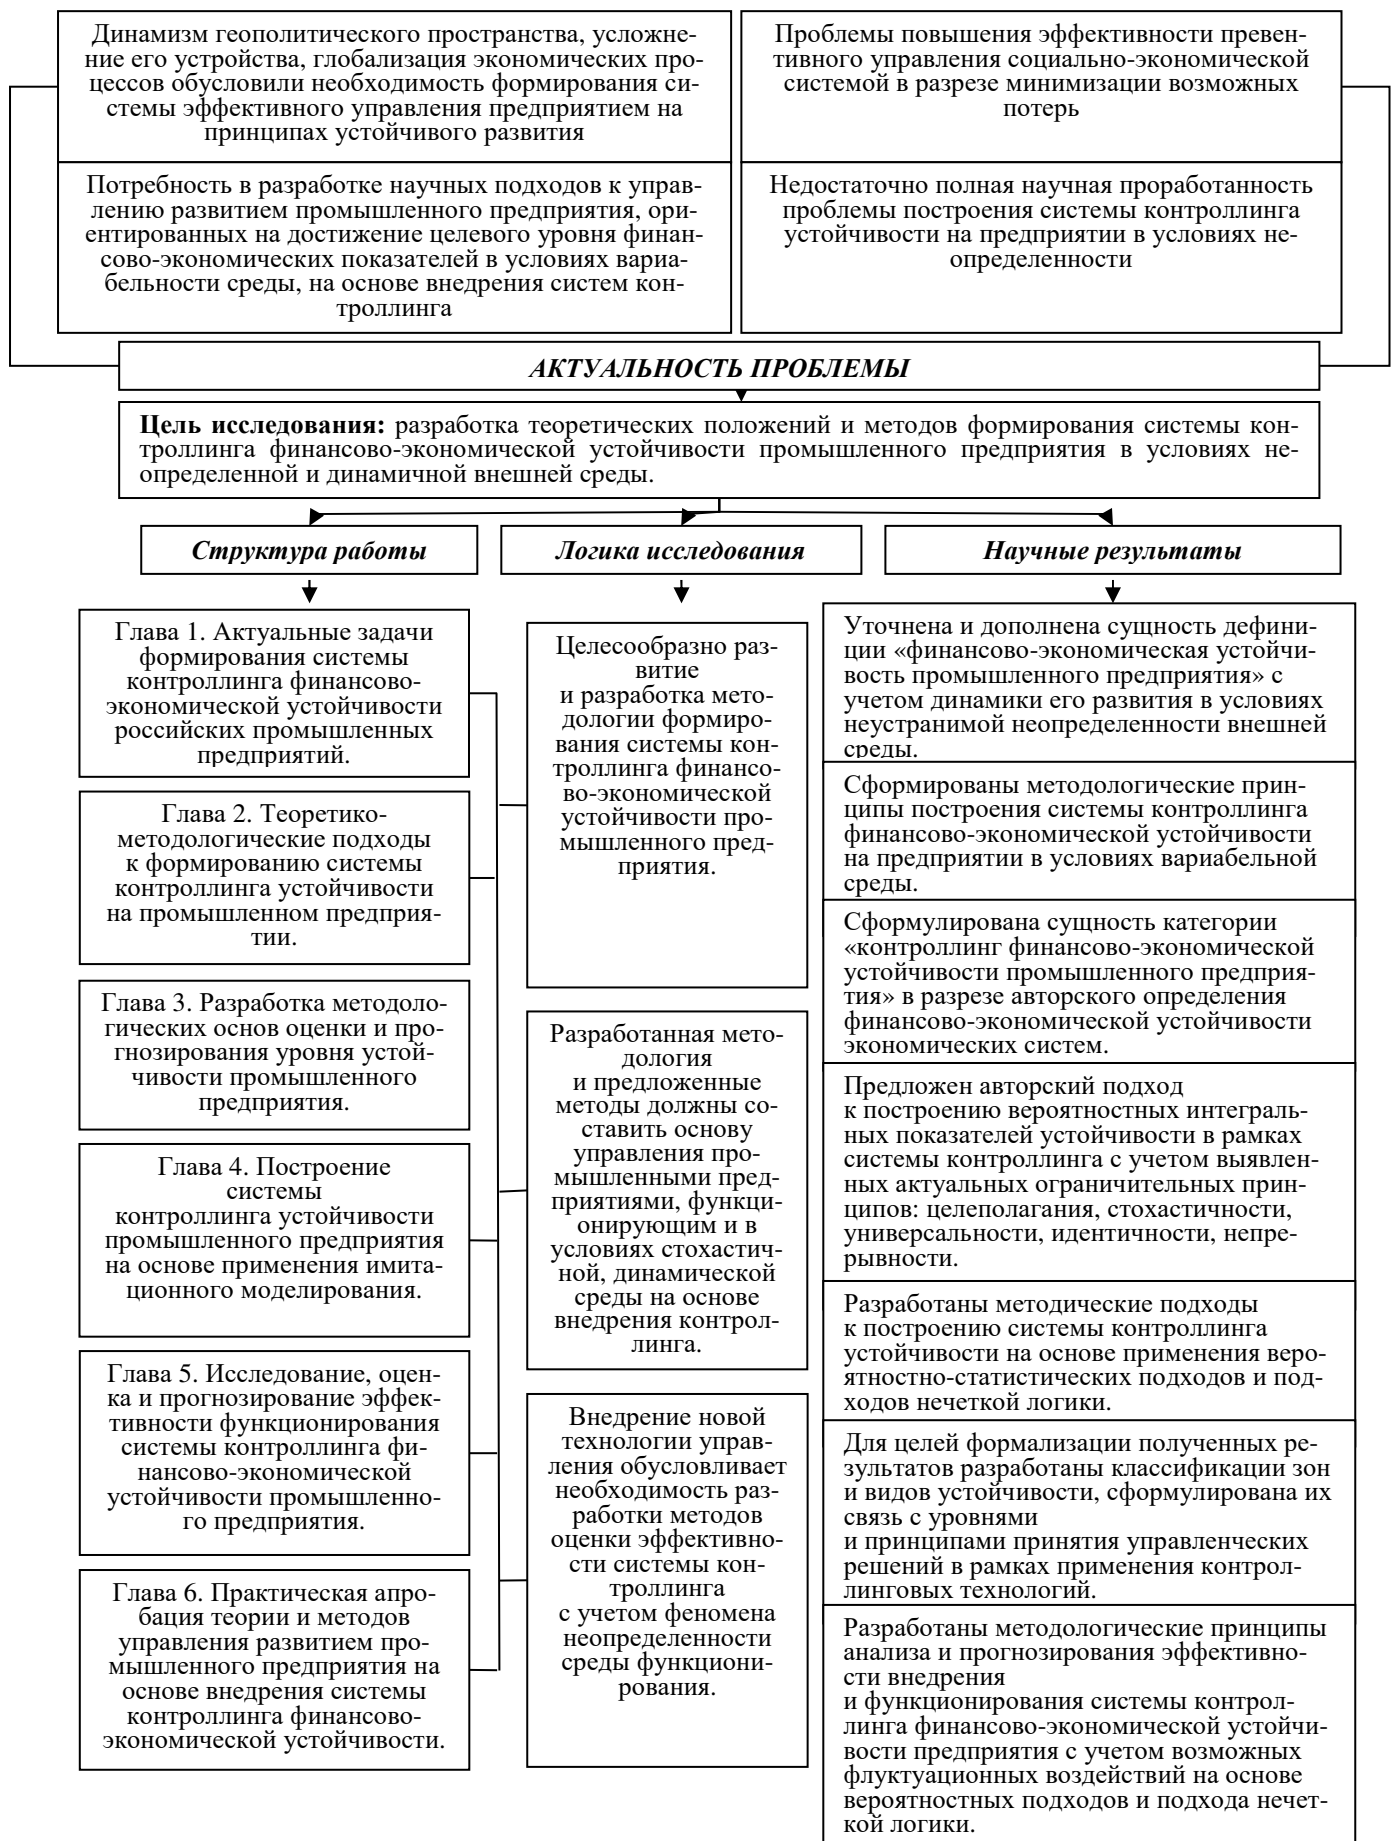 Динамизм геополитического пространства, усложне-
ние его устройства, глобализация экономических про-
цессов обусловили необходимость формирования си-
стемы эффективного управления предприятием на
принципах устойчивого развития
Проблемы повышения эффективности превен-
тивного управления социально-экономической
системой в разрезе минимизации возможных
потерь
Потребность в разработке научных подходов к управ-
лению развитием промышленного предприятия, ори-
ентированных на достижение целевого уровня финан-
сово-экономических показателей в условиях вариа-
бельности среды, на основе внедрения систем кон-
троллинга
Недостаточно полная научная проработанность
проблемы построения системы контроллинга
устойчивости на предприятии в условиях не-
определенности
АКТУАЛЬНОСТЬ ПРОБЛЕМЫ
Цель исследования: разработка теоретических положений и методов формирования системы кон-
троллинга финансово-экономической устойчивости промышленного предприятия в условиях не-
определенной и динамичной внешней среды.
Структура работы
Логика исследования
Научные результаты
Глава 1. Актуальные задачи
формирования системы
контроллинга финансово-
экономической устойчивости
российских промышленных
предприятий.
Глава 2. Теоретико-
методологические подходы
к формированию системы
контроллинга устойчивости
на промышленном предприя-
тии.
Глава 3. Разработка методоло-
гических основ оценки и про-
гнозирования уровня устой-
чивости промышленного
предприятия.
Глава 4. Построение
системы
контроллинга устойчивости
промышленного предприятия
на основе применения имита-
ционного моделирования.
Глава 5. Исследование, оцен-
ка и прогнозирование эффек-
тивности функционирования
системы контроллинга фи-
нансово-экономической
устойчивости промышленно-
го предприятия.
Глава 6. Практическая апро-
бация теории и методов
управления развитием про-
мышленного предприятия на
основе внедрения системы
контроллинга финансово-
экономической устойчивости.
Целесообразно раз-
витие
и разработка мето-
дологии формиро-
вания системы кон-
троллинга финансо-
во-экономической
устойчивости про-
мышленного пред-
приятия.
Разработанная мето-
дология
и предложенные
методы должны со-
ставить основу
управления про-
мышленными пред-
приятиями, функци-
онирующим и в
условиях стохастич-
ной, динамической
среды на основе
внедрения контрол-
линга.
Внедрение новой
технологии управ-
ления обусловливает
необходимость раз-
работки методов
оценки эффективно-
сти системы кон-
троллинга
с учетом феномена
неопределенности
среды функциони-
рования.
Уточнена и дополнена сущность дефини-
ции «финансово-экономическая устойчи-
вость промышленного предприятия» с
учетом динамики его развития в условиях
неустранимой неопределенности внешней
среды.
Сформированы методологические прин-
ципы построения системы контроллинга
финансово-экономической устойчивости
на предприятии в условиях вариабельной
среды.
Сформулирована сущность категории
«контроллинг финансово-экономической
устойчивости промышленного предприя-
тия» в разрезе авторского определения
финансово-экономической устойчивости
экономических систем.
Предложен авторский подход
к построению вероятностных интеграль-
ных показателей устойчивости в рамках
системы контроллинга с учетом выявлен-
ных актуальных ограничительных прин-
ципов: целеполагания, стохастичности,
универсальности, идентичности, непре-
рывности.
Разработаны методические подходы
к построению системы контроллинга
устойчивости на основе применения веро-
ятностно-статистических подходов и под-
ходов нечеткой логики.
Для целей формализации полученных ре-
зультатов разработаны классификации зон
и видов устойчивости, сформулирована их
связь с уровнями
и принципами принятия управленческих
решений в рамках применения контрол-
линговых технологий.
Разработаны методологические принципы
анализа и прогнозирования эффективно-
сти внедрения
и функционирования системы контрол-
линга финансово-экономической устойчи-
вости предприятия с учетом возможных
флуктуационных воздействий на основе
вероятностных подходов и подхода нечет-
кой логики.